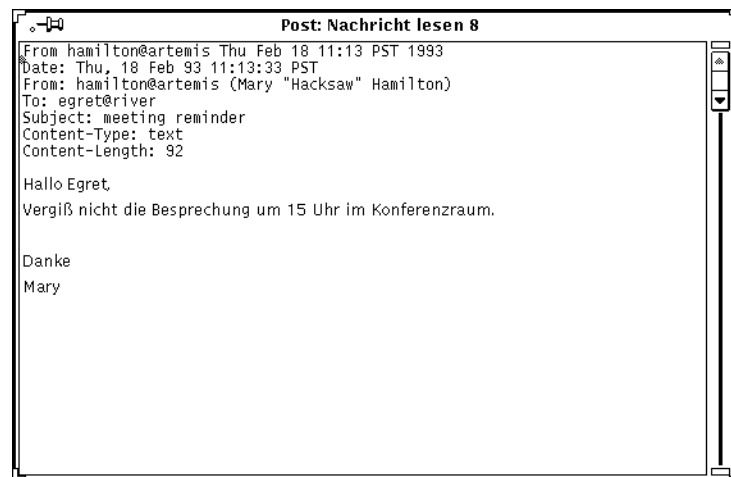 Post: Nachricht lesen 8
From hamilton@artemis Thu Feb 18 11:13 PST 1993
Date: Thu, 18 Feb 93 11:13:33 PST
From: hamilton@artemis (Mary "Hacksaw" Hamilton)
To: egret@river
Subject: meeting reminder
Content-Type: text
Content-Length: 92
Hallo Egret,
Vergiß nicht die Besprechung um 15 Uhr im Konferenzraum.
Danke
Mary